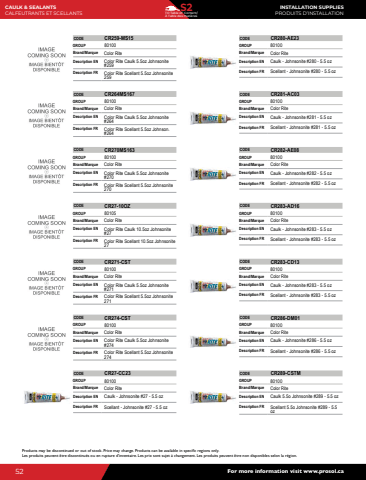 CAULK & SEALANTS
CALFEUTRANTS ET SCELLANTS
S2
INSTALLATION SUPPLIES
PRODUITS D'INSTALLATION
IMAGE
COMING SOON
IMAGE BIENTÔT
DISPONIBLE
CODE CR259-MS15
GROUP 80100
Brand/Marque Color Rite
Description EN Color Rite Caulk 5.5oz Johnsonite
#259
Description FR Color Rite Scellant 5.5oz Johnsonite
259
IMAGE
COMING SOON
IMAGE BIENTÔT
DISPONIBLE
CODE CR264MS167
GROUP 80100
Brand/Marque Color Rite
Description EN Color Rite Caulk 5.5oz Johnsonite
#264
Description FR Color Rite Scellant 5.5oz Johnson
#264
IMAGE
COMING SOON
IMAGE BIENTÔT
DISPONIBLE
CODE CR270MS163
GROUP 80105
Brand/Marque Color Rite
Description EN Color Rite Caulk 5.5oz Johnsonite
#270
Description FR Color Rite Scellant 5.5oz Johnsonite
270
IMAGE
COMING SOON
IMAGE BIENTÔT
DISPONIBLE
CODE CR27-10OZ
GROUP 80105
Brand/Marque Color Rite
Description EN Color Rite Caulk 10.5oz Johnsonite
#27
Description FR Color Rite Scellant 10.5oz Johnsonite
27
IMAGE
COMING SOON
IMAGE BIENTÔT
DISPONIBLE
CODE CR271-CST
GROUP 80100
Brand/Marque Color Rite
Description EN Color Rite Caulk 5.5oz Johnsonite
#271
Description FR Color Rite Scellant 5.5oz Johnsonite
271
IMAGE
COMING SOON
IMAGE BIENTÔT
DISPONIBLE
CODE CR274-CST
GROUP 80100
Brand/Marque Color Rite
Description EN Color Rite Caulk 5.5oz Johnsonite
#274
Description FR Color Rite Scellant 5.5oz Johnsonite
274
CODE CR27-CC23
GROUP 80100
Brand/Marque Color Rite
Description EN Caulk - Johnsonite #27 - 5.5 oz
Description FR Scellant - Johnsonite #27 - 5.5 oz
CODE CR280-AE23
GROUP 80100
Brand/Marque Color Rite
Description EN Caulk - Johnsonite #280 - 5.5 oz
Description FR Scellant - Johnsonite #280 - 5.5 oz
CODE CR281-AC03
GROUP 80100
Brand/Marque Color Rite
Description EN Caulk - Johnsonite #281 - 5.5 oz
Description FR Scellant - Johnsonite #281 - 5.5 oz
CODE CR282-AE08
GROUP 80100
Brand/Marque Color Rite
Description EN Caulk - Johnsonite #282 - 5.5 oz
Description FR Scellant - Johnsonite #282 - 5.5 oz
CODE CR283-AD16
GROUP 80100
Brand/Marque Color Rite
Description EN Caulk - Johnsonite #283 - 5.5 oz
Description FR Scellant - Johnsonite #283 - 5.5 oz
CODE CR283-CD13
GROUP 80100
Brand/Marque Color Rite
Description EN Caulk - Johnsonite #283 - 5.5 oz
Description FR Scellant - Johnsonite #283 - 5.5 oz
CODE CR286-DM01
GROUP 80100
Brand/Marque Color Rite
Description EN Caulk - Johnsonite #286 - 5.5 oz
Description FR Scellant - Johnsonite #286 - 5.5 oz
CODE CR289-CSTM
GROUP 80100
Brand/Marque Color Rite
Description EN Caulk 5.5o Johnsonite #289 - 5.5 oz
Description FR Scellant 5.5o Johnsonite #289 - 5.5
oz
Products may be discontinued or out of stock. Price may change. Products can be available in specific regions only.
Les produits peuvent être discontinués ou en rupture d'inventaire. Les prix sont sujet à changement. Les produits peuvent être non disponibles selon la région.
52
For more information visit www.prosol.ca